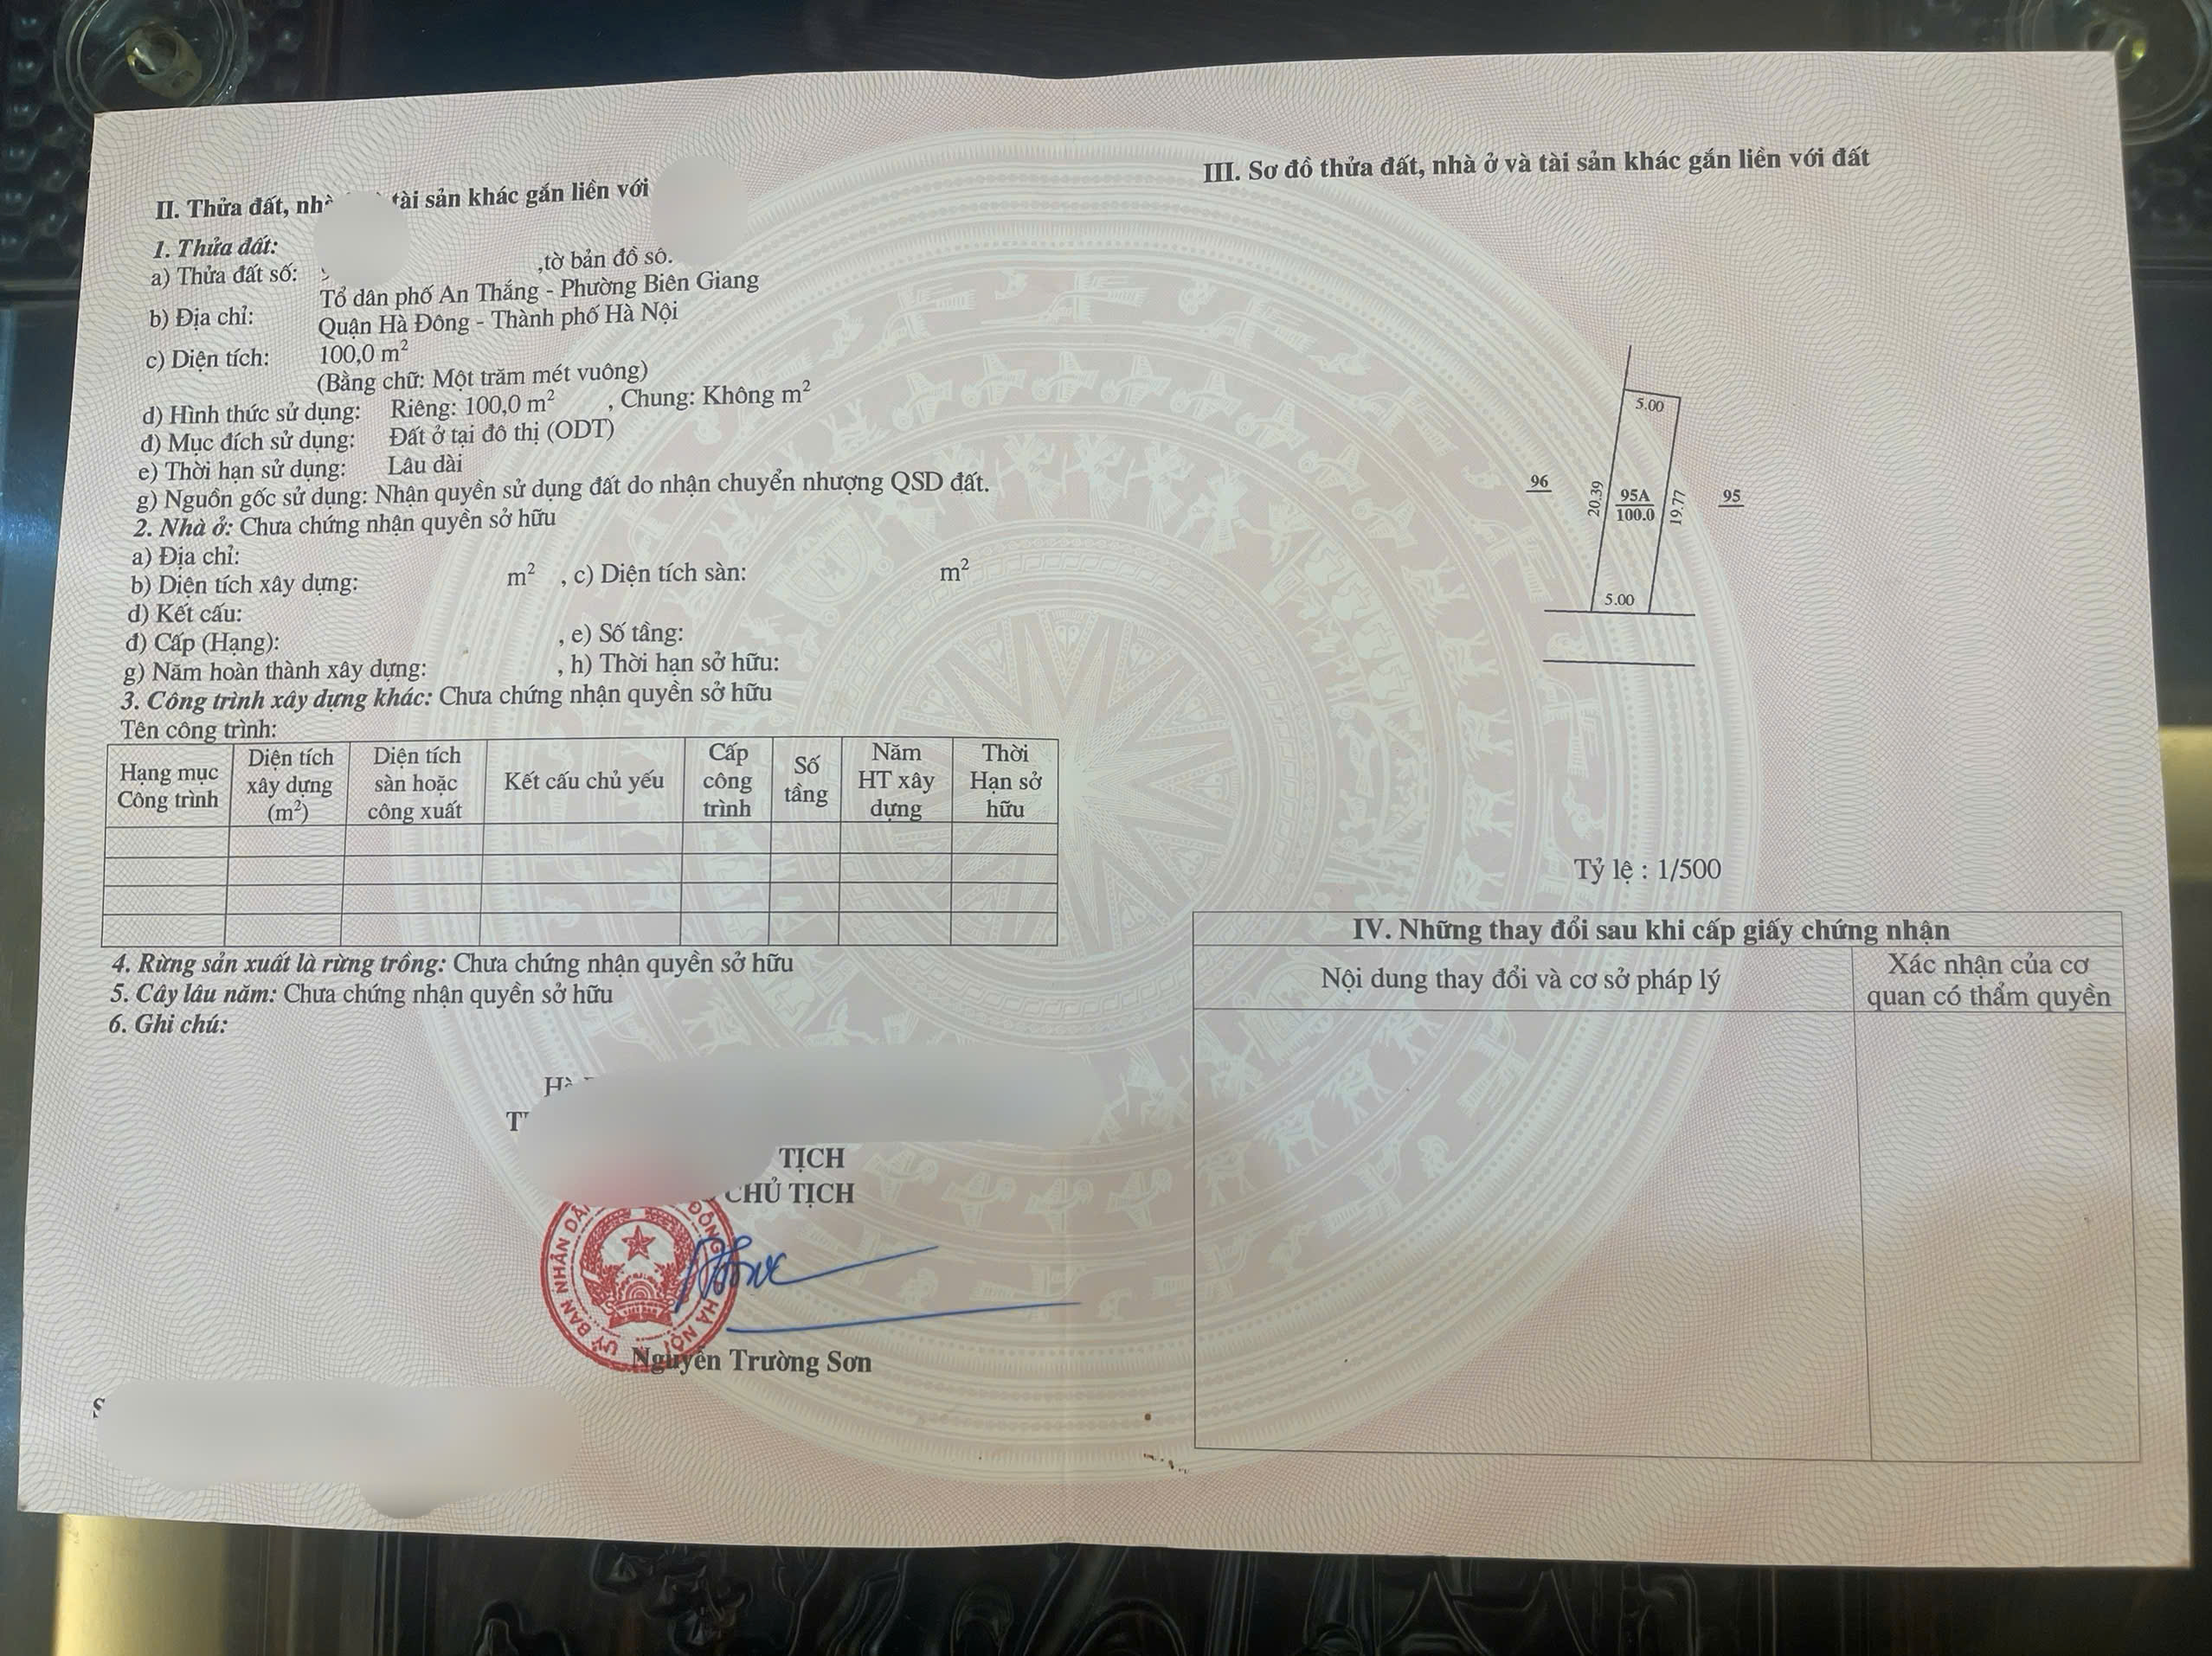 II. Thửa đất, nhà tài sản khác gắn liền với
1. Thửa đất:
a) Thửa đất số: ,tờ bản đồ số.
b) Địa chỉ: Tổ dân phố An Thắng - Phường Biên Giang
Quận Hà Đông - Thành phố Hà Nội
c) Diện tích: 100,0 m²
(Bằng chữ: Một trăm mét vuông)
d) Hình thức sử dụng: Riêng: 100,0 m² , Chung: Không m²
đ) Mục đích sử dụng: Đất ở tại đô thị (ODT)
e) Thời hạn sử dụng: Lâu dài
g) Nguồn gốc sử dụng: Nhận quyền sử dụng đất do nhận chuyển nhượng QSD đất.
2. Nhà ở: Chưa chứng nhận quyền sở hữu
a) Địa chỉ:
b) Diện tích xây dựng: m² , c) Diện tích sàn: m²
d) Kết cấu:
đ) Cấp (Hạng): , e) Số tầng:
g) Năm hoàn thành xây dựng: , h) Thời hạn sở hữu:
3. Công trình xây dựng khác: Chưa chứng nhận quyền sở hữu
Tên công trình:
Hạng mục Công trình
Diện tích xây dựng (m²)
Diện tích sàn hoặc công xuất
Kết cấu chủ yếu
Cấp công trình
Số tầng
Năm HT xây dựng
Thời Hạn sở hữu
4. Rừng sản xuất là rừng trồng: Chưa chứng nhận quyền sở hữu
5. Cây lâu năm: Chưa chứng nhận quyền sở hữu
6. Ghi chú:
TỊCH
CHỦ TỊCH
ỦY BAN NHÂN DÂN
ĐÔNG
HÀ NỘI
Nguyễn Trường Sơn
III. Sơ đồ thửa đất, nhà ở và tài sản khác gắn liền với đất
5.00
96
20.39
95A
100.0
19.77
95
5.00
Tỷ lệ : 1/500
IV. Những thay đổi sau khi cấp giấy chứng nhận
Nội dung thay đổi và cơ sở pháp lý
Xác nhận của cơ
quan có thẩm quyền